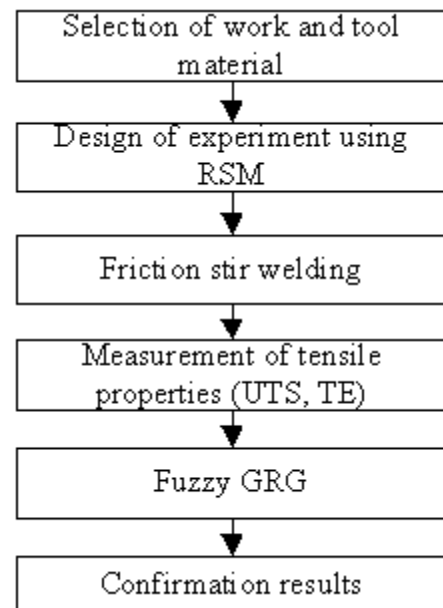 Selection of work and tool
material
Design of experiment using
RSM
Friction stir welding
Measurement of tensile
properties (UTS, TE)
Fuzzy GRG
Confirmation results